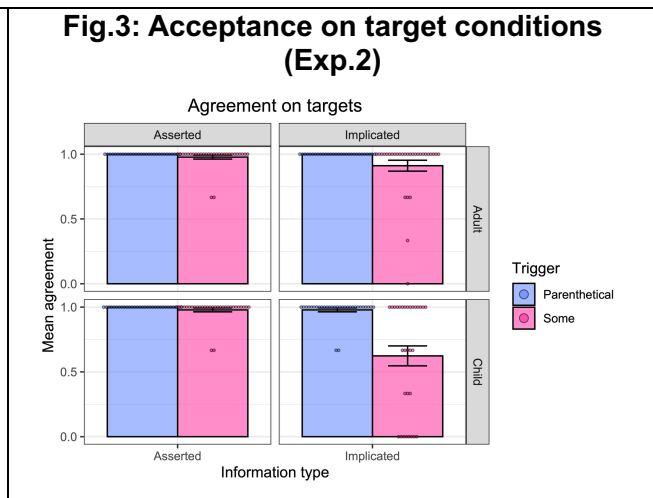 Fig.3: Acceptance on target conditions
(Exp.2)
Agreement on targets
Asserted
Implicated
1.0
0.5
0.0
Adult
1.0
0.5
0.0
Child
Mean agreement
Asserted
Implicated
Information type
Trigger
Parenthetical
Some